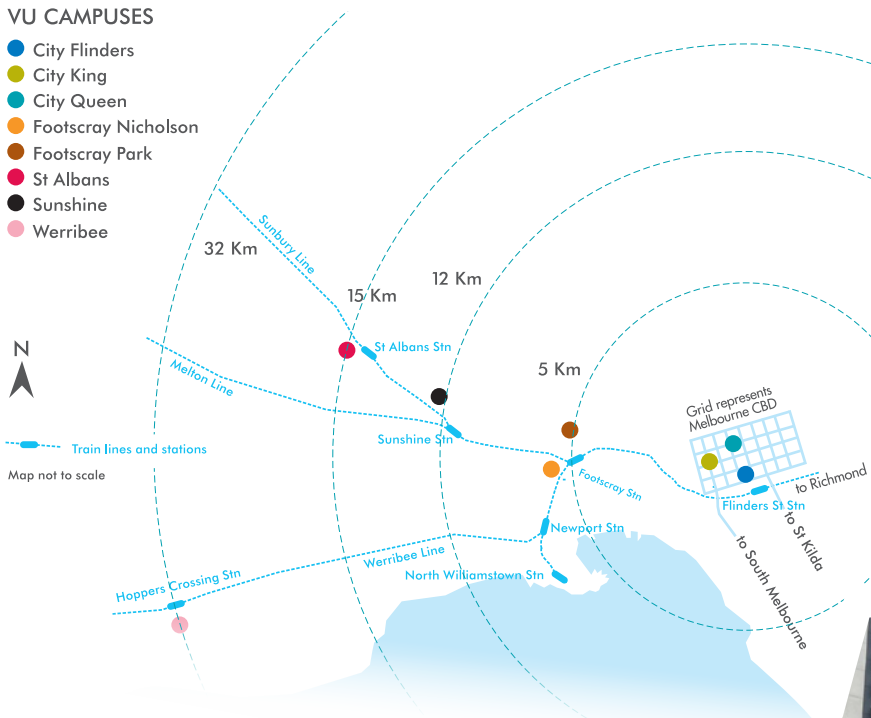 VU CAMPUSES
City Flinders
City King
City Queen
Footscray Nicholson
Footscray Park
St Albans
Sunshine
Werribee
Sunbury Line
32 Km
12 Km
15 Km
St Albans Stn
N
Melton Line
5 Km
Grid represents
Melbourne CBD
Sunshine Stn
Train lines and stations
Map not to scale
Footscray Stn
to Richmond
Flinders St Stn
Newport Stn
to St Kilda
Werribee Line
to South Melbourne
North Williamstown Stn
Hoppers Crossing Stn